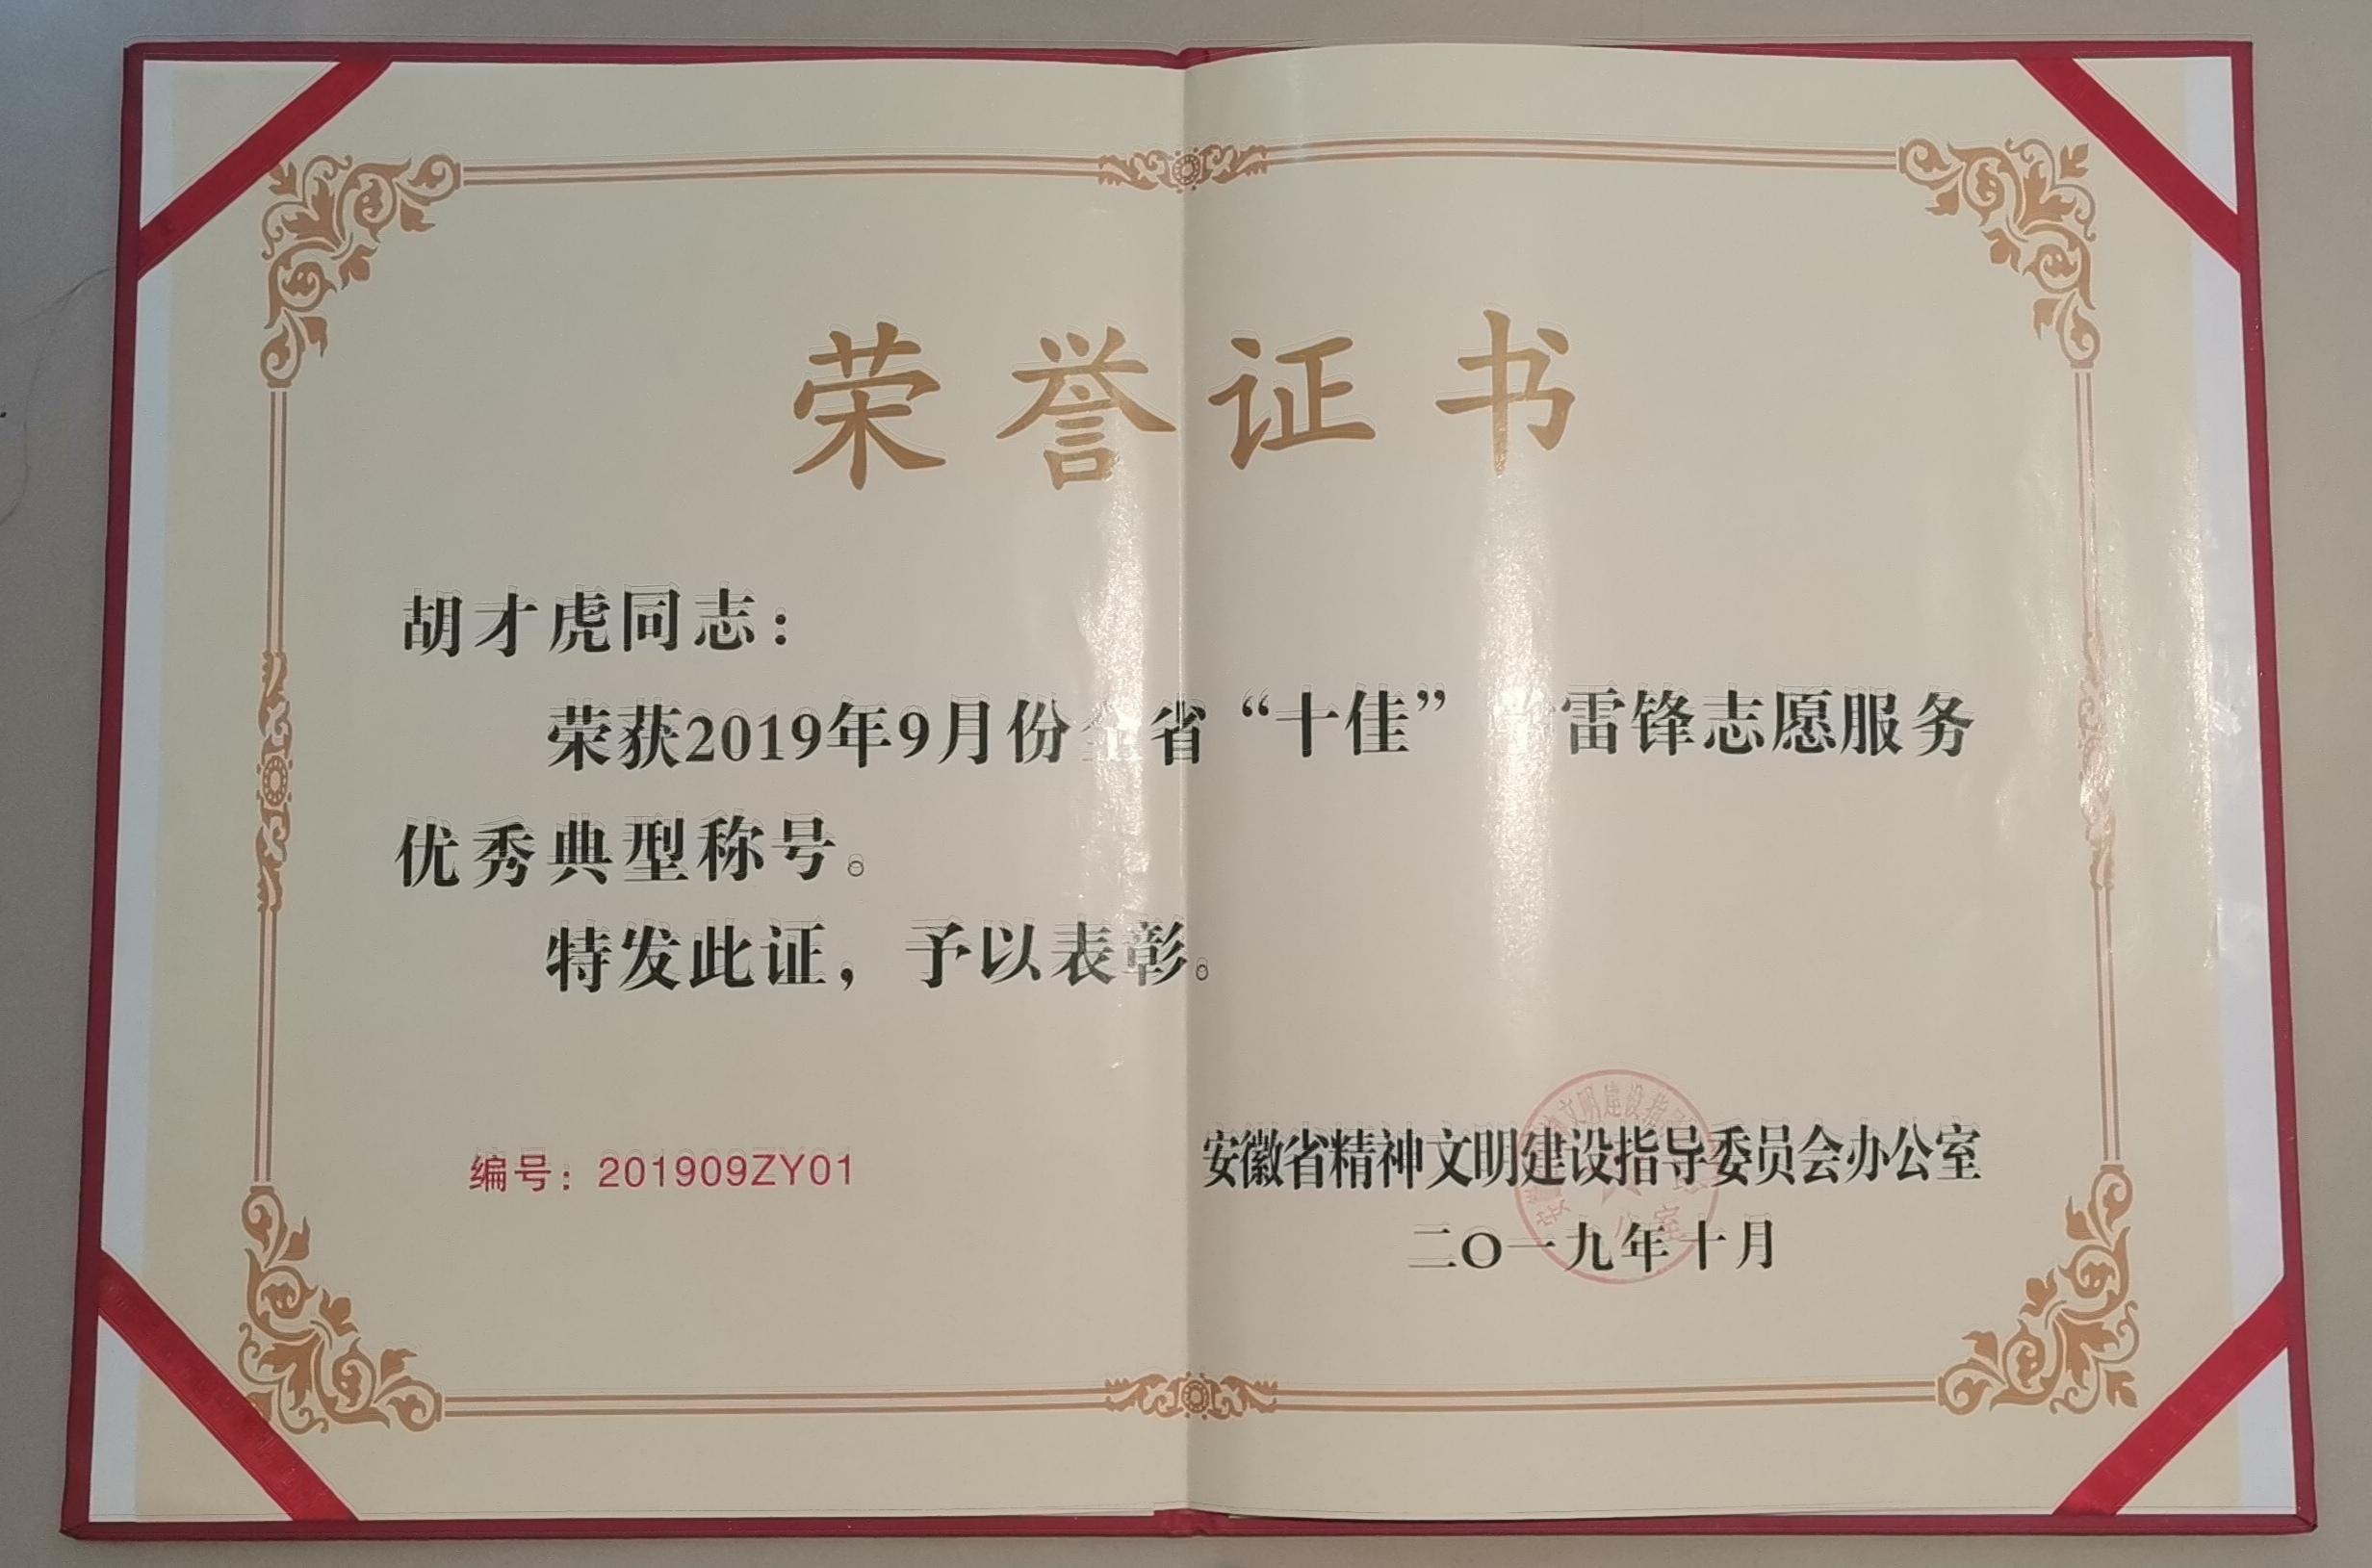 荣誉证书
胡才虎同志：
荣获2019年9月份全省“十佳”学雷锋志愿服务
优秀典型称号。
特发此证，予以表彰。
编号：201909ZY01
安徽省精神文明建设指导委员会办公室
二〇一九年十月